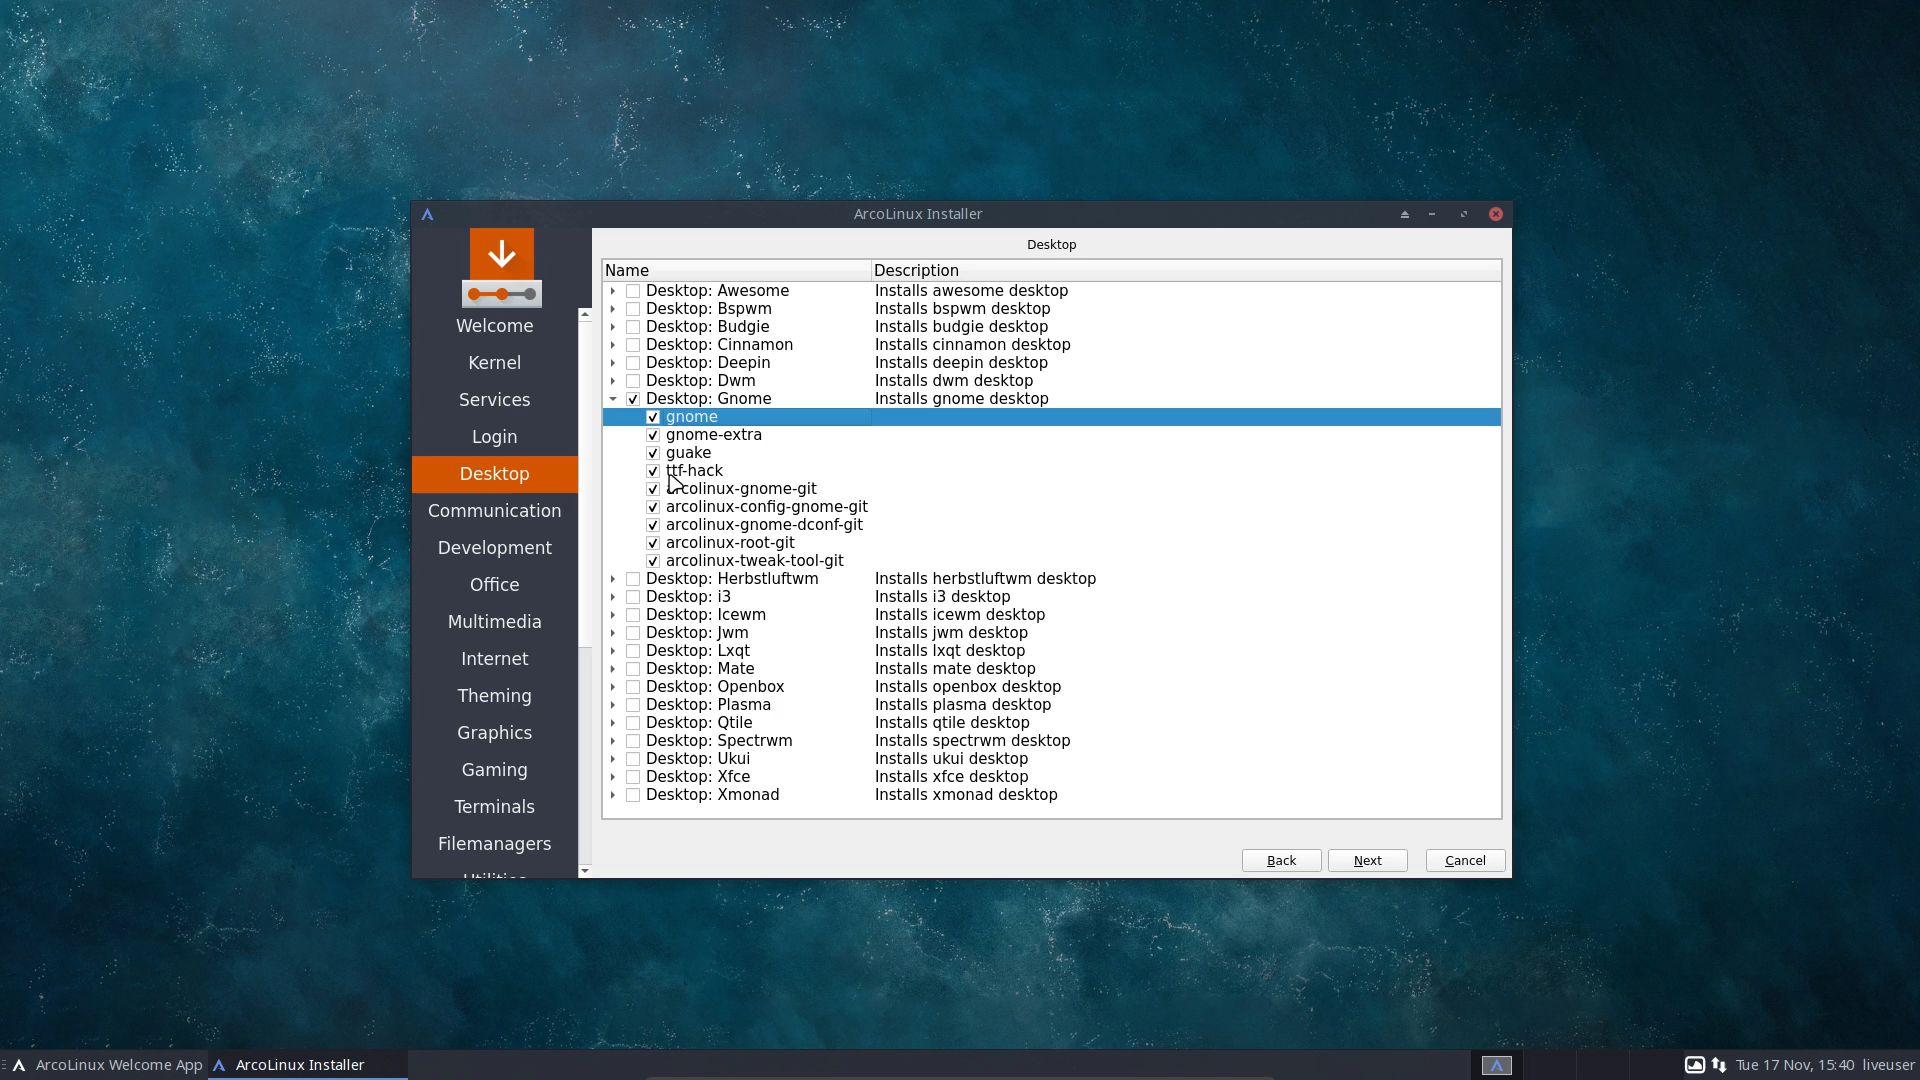 ArcoLinux Installer
Welcome
Kernel
Services
Login
Desktop
Communication
Development
Office
Multimedia
Internet
Theming
Graphics
Gaming
Terminals
Filemanagers
Utilities
Desktop
Name Description
Desktop: Awesome Installs awesome desktop
Desktop: Bspwm Installs bspwm desktop
Desktop: Budgie Installs budgie desktop
Desktop: Cinnamon Installs cinnamon desktop
Desktop: Deepin Installs deepin desktop
Desktop: Dwm Installs dwm desktop
Desktop: Gnome Installs gnome desktop
gnome
gnome-extra
guake
ttf-hack
arcolinux-gnome-git
arcolinux-config-gnome-git
arcolinux-gnome-dconf-git
arcolinux-root-git
arcolinux-tweak-tool-git
Desktop: Herbstluftwm Installs herbstluftwm desktop
Desktop: i3 Installs i3 desktop
Desktop: Icewm Installs icewm desktop
Desktop: Jwm Installs jwm desktop
Desktop: Lxqt Installs lxqt desktop
Desktop: Mate Installs mate desktop
Desktop: Openbox Installs openbox desktop
Desktop: Plasma Installs plasma desktop
Desktop: Qtile Installs qtile desktop
Desktop: Spectrwm Installs spectrwm desktop
Desktop: Ukui Installs ukui desktop
Desktop: Xfce Installs xfce desktop
Desktop: Xmonad Installs xmonad desktop
Back Next Cancel
ArcoLinux Welcome App ArcoLinux Installer Tue 17 Nov, 15:40 liveuser